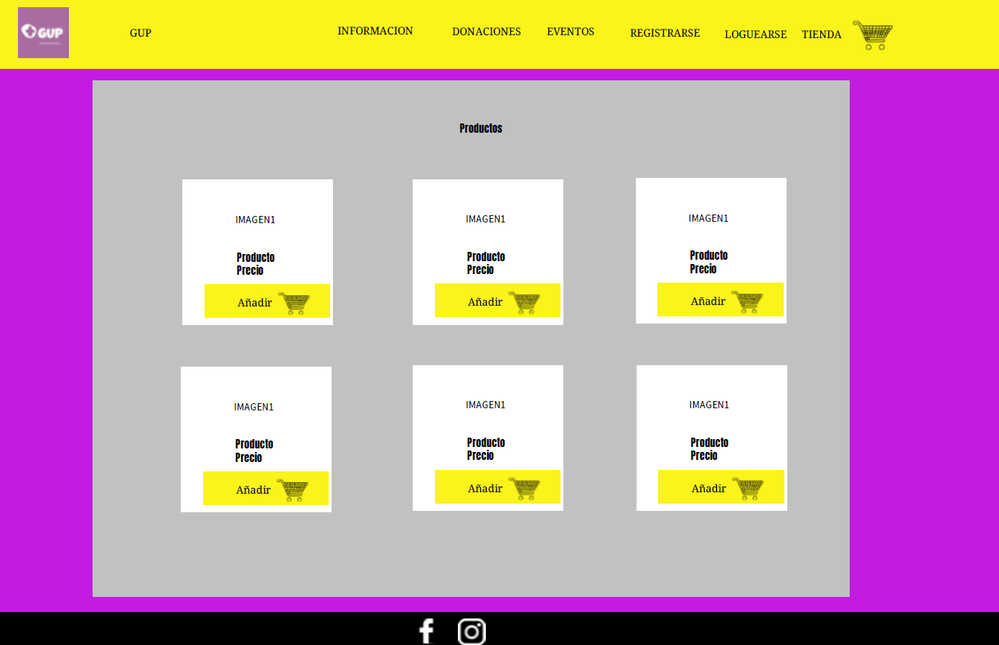 GUP
GUP
INFORMACION
DONACIONES
EVENTOS
REGISTRARSE
LOGUEARSE
TIENDA
Productos
IMAGEN1
Producto
Precio
Añadir
IMAGEN1
Producto
Precio
Añadir
IMAGEN1
Producto
Precio
Añadir
IMAGEN1
Producto
Precio
Añadir
IMAGEN1
Producto
Precio
Añadir
IMAGEN1
Producto
Precio
Añadir